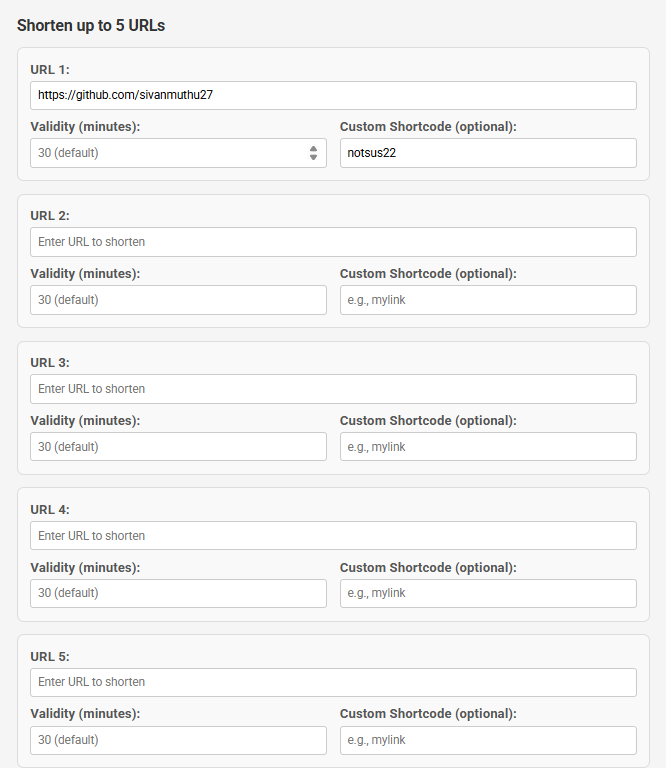 Shorten up to 5 URLs
URL 1:
https://github.com/sivanmuthu27
Validity (minutes): Custom Shortcode (optional):
30 (default) notsus22
URL 2:
Enter URL to shorten
Validity (minutes): Custom Shortcode (optional):
30 (default) e.g., mylink
URL 3:
Enter URL to shorten
Validity (minutes): Custom Shortcode (optional):
30 (default) e.g., mylink
URL 4:
Enter URL to shorten
Validity (minutes): Custom Shortcode (optional):
30 (default) e.g., mylink
URL 5:
Enter URL to shorten
Validity (minutes): Custom Shortcode (optional):
30 (default) e.g., mylink